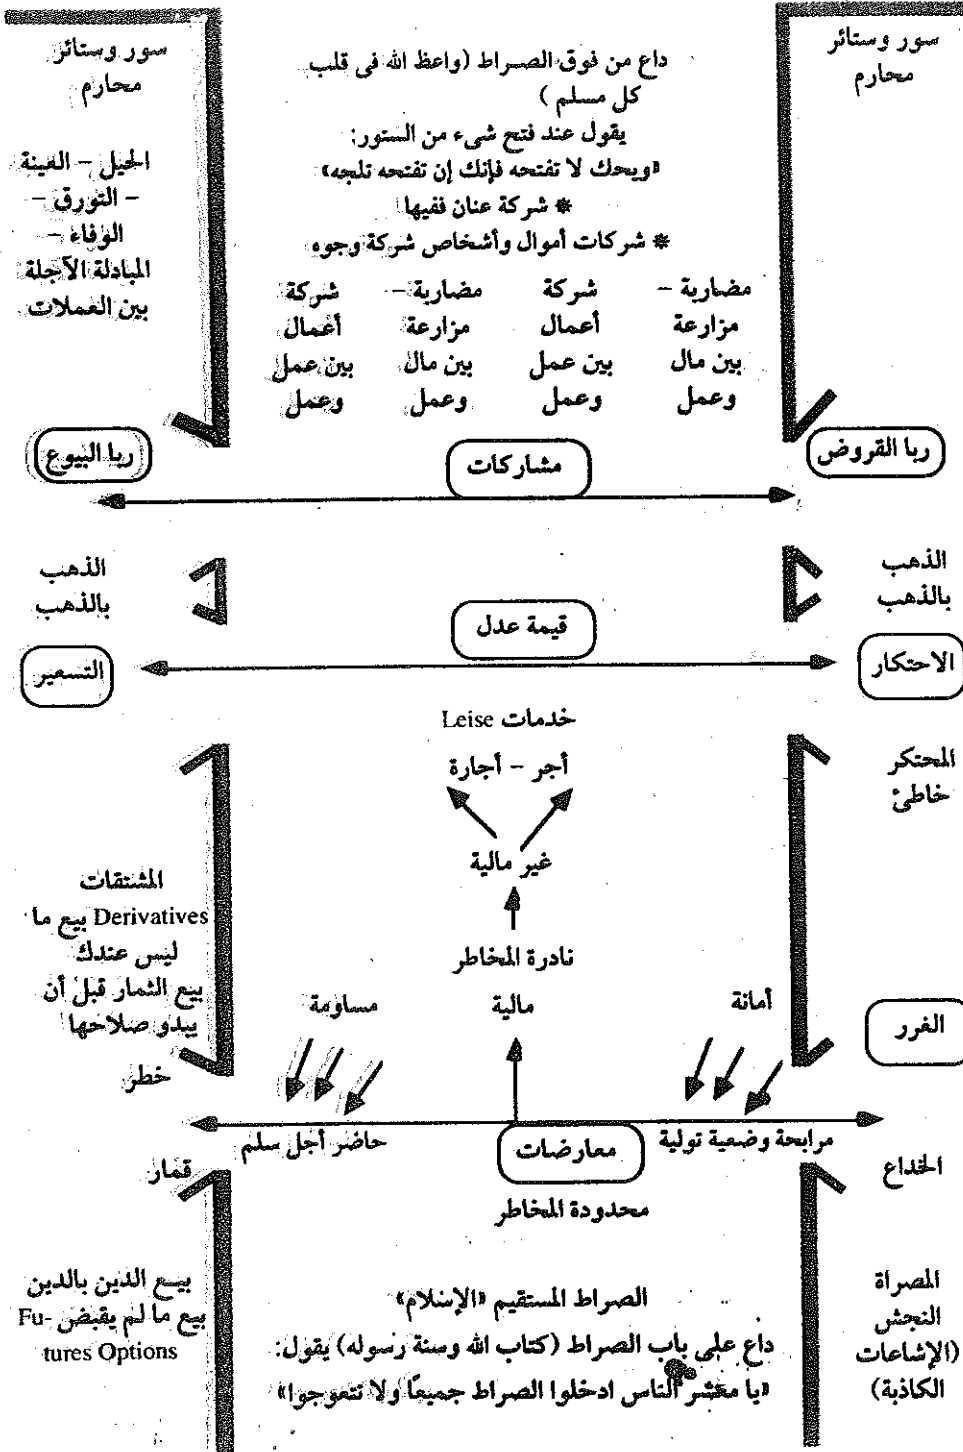 سور وستائر
محارم
داع من فوق الصراط (واعظ الله فى قلب
كل مسلم )
يقول عند فتح شىء من الستور:
«ويحك لا تفتحه فإنك إن تفتحه تلجه»
* شركة عنان ففيها
* شركات أموال وأشخاص شركة وجوه
مضاربة – شركة مضاربة – شركة
مزارعة أعمال مزارعة أعمال
بين مال بين عمل بين مال بين عمل
وعمل وعمل وعمل وعمل
سور وستائر
محارم
الحيل – العينة
– التورق –
الوفاء –
المبادلة الآجلة
بين العملات
ربا القروض
مشاركات
ربا البيوع
الذهب
بالذهب
الذهب
بالذهب
قيمة عدل
الاحتكار
التسعير
خدمات Leise
أجر – أجارة
المحتكر
خاطئ
غير مالية
نادرة المخاطر
مالية
أمانة
مساومة
المشتقات
Derivatives بيع ما
ليس عندك
بيع الثمار قبل أن
يبدو صلاحها
خطر
الغرر
مرابحة وضعية تولية
معارضات
حاضر أجل سلم
الخداع
قمار
محدودة المخاطر
المصراة
النجش
(الإشاعات
الكاذبة)
الصراط المستقيم «الإسلام»
داع على باب الصراط (كتاب الله وسنة رسوله) يقول:
«يا معشر الناس ادخلوا الصراط جميعًا ولا تتعوجوا»
بيع الدين بالدين
بيع ما لم يقبض Fu-
tures Options